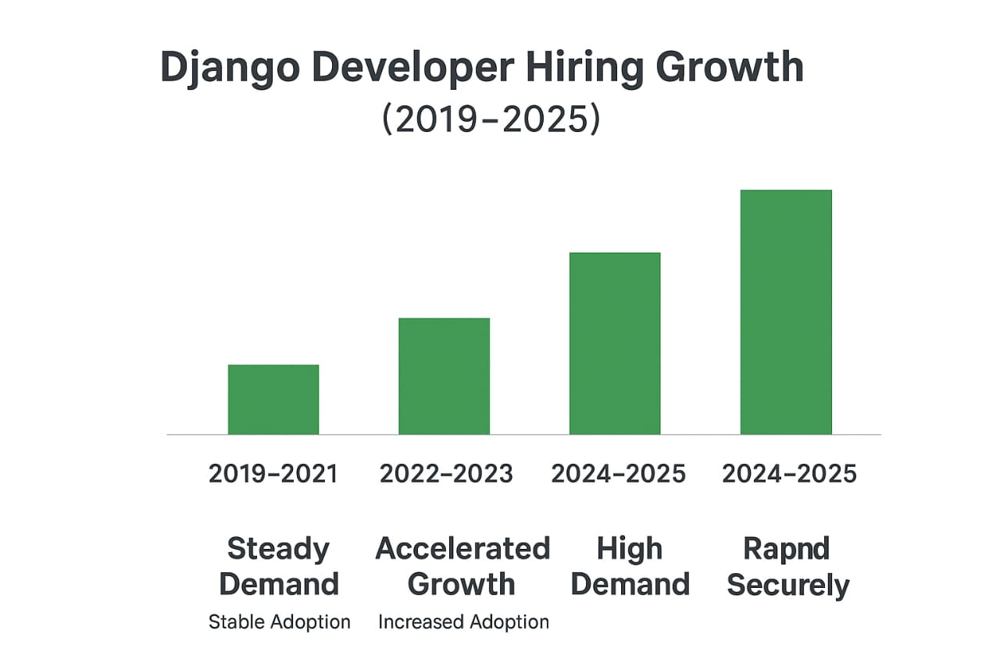 Django Developer Hiring Growth
(2019–2025)
2019–2021
2022–2023
2024–2025
2024–2025
Steady
Demand
Stable Adoption
Accelerated
Growth
Increased Adoption
High
Demand
Rapnd
Securely